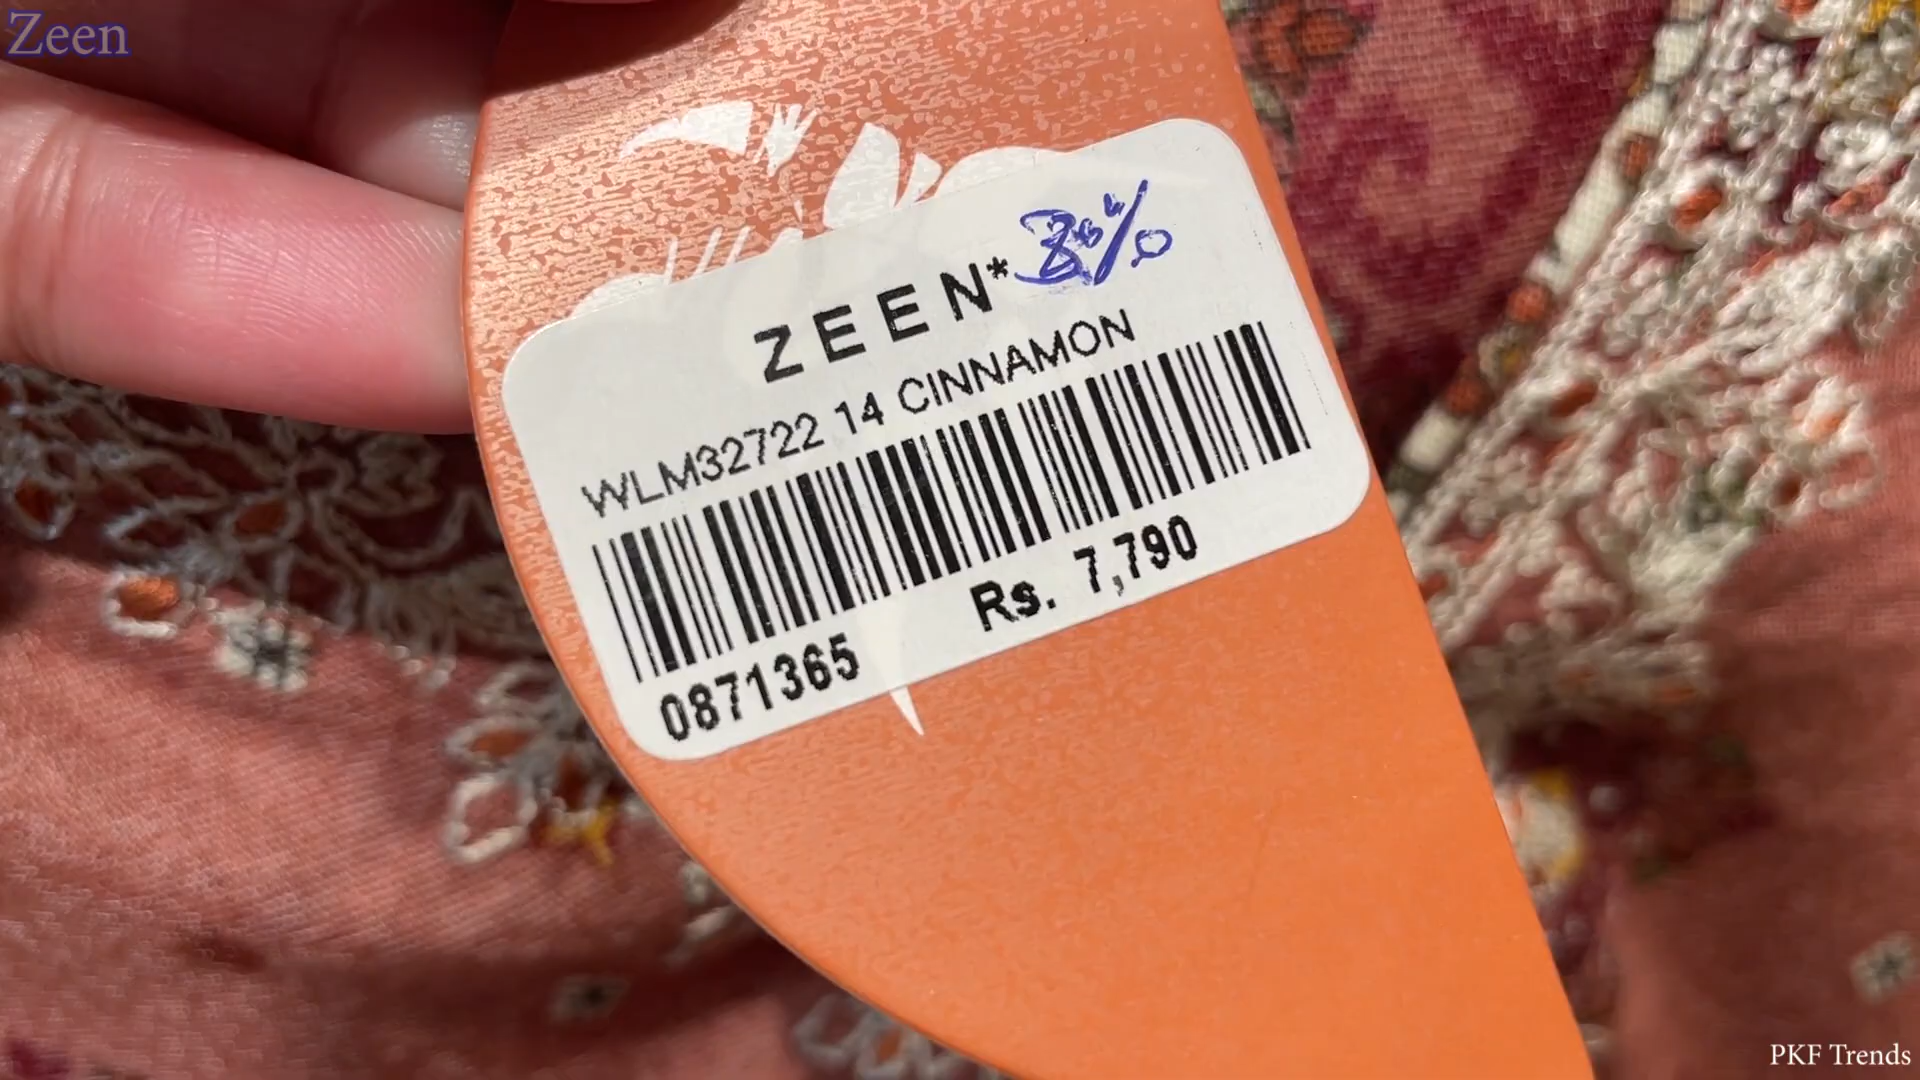 Zeen
ZEEN*
WLM32722 14 CINNAMON
0871365
Rs. 7,790
PKF Trends